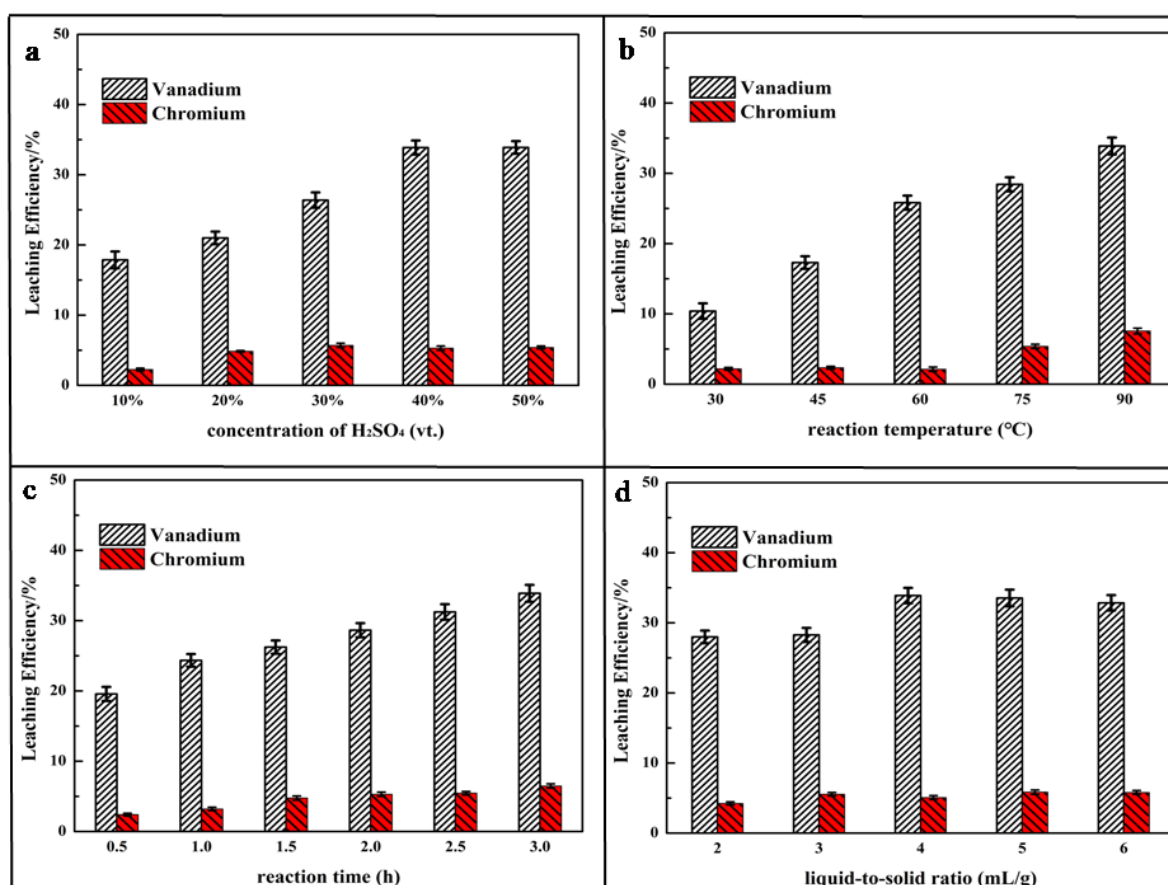 a
50
40
30
20
10
0
Leaching Efficiency/%
Vanadium
Chromium
10% 20% 30% 40% 50%
concentration of H₂SO₄ (vt.)
b
50
40
30
20
10
0
Leaching Efficiency/%
Vanadium
Chromium
30 45 60 75 90
reaction temperature (°C)
c
50
40
30
20
10
0
Leaching Efficiency/%
Vanadium
Chromium
0.5 1.0 1.5 2.0 2.5 3.0
reaction time (h)
d
50
40
30
20
10
0
Leaching Efficiency/%
Vanadium
Chromium
2 3 4 5 6
liquid-to-solid ratio (mL/g)